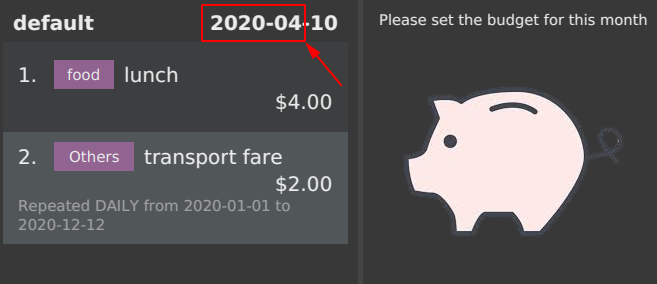 default 2020-04-10
1. food lunch
$4.00
2. Others transport fare
$2.00
Repeated DAILY from 2020-01-01 to
2020-12-12
Please set the budget for this month